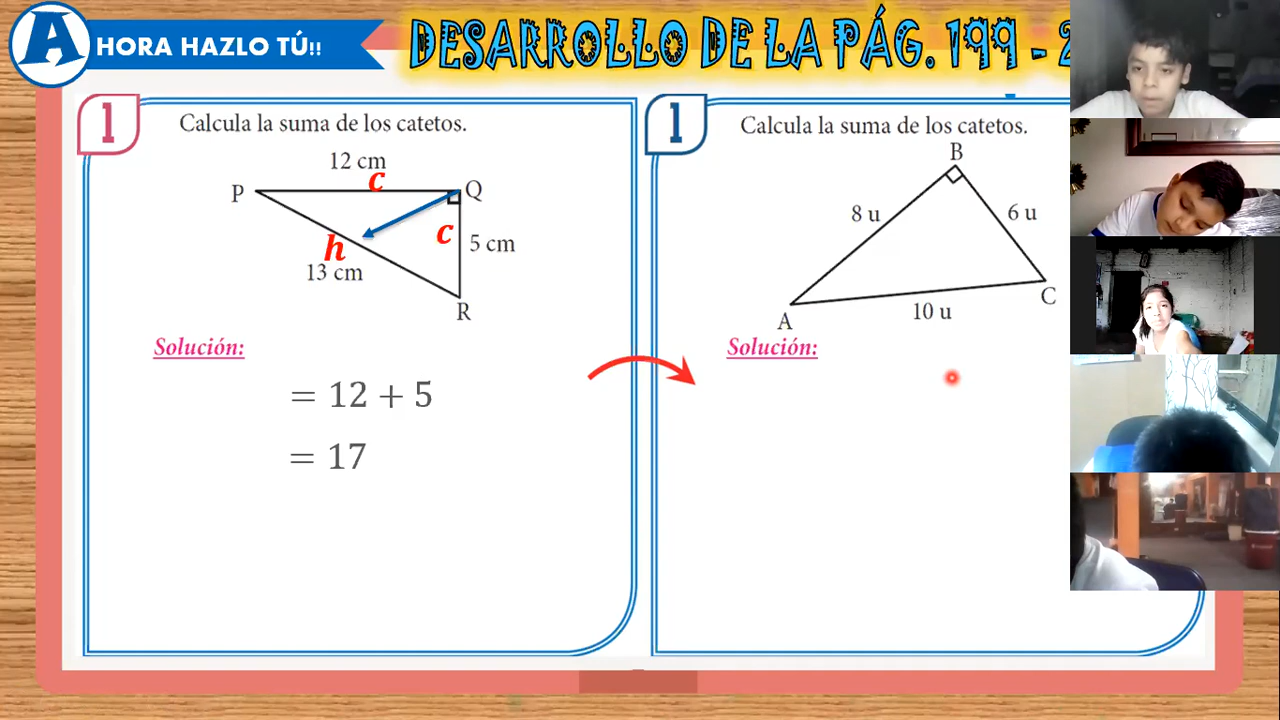 A
HORA HAZLO TÚ!!
DESARROLLO DE LA PÁG. 199 - 2
1
Calcula la suma de los catetos.
12 cm
c
P
Q
c
5 cm
h
13 cm
R
Solución:
= 12 + 5
= 17
1
Calcula la suma de los catetos.
B
8 u
6 u
C
10 u
A
Solución: